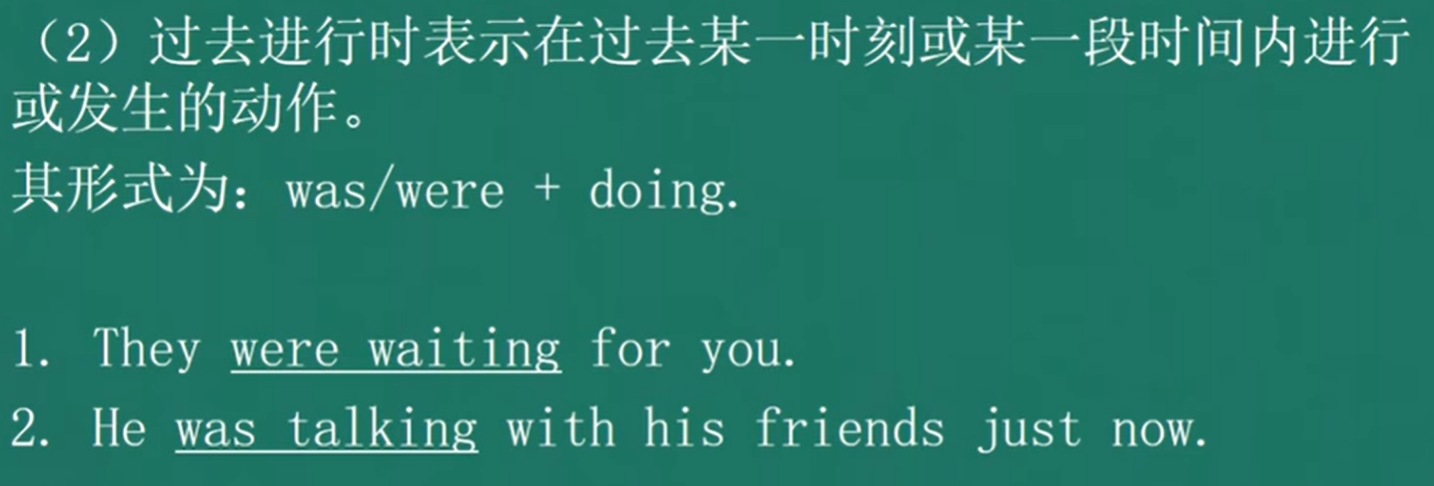 （2）过去进行时表示在过去某一时刻或某一段时间内进行
或发生的动作。
其形式为：was/were + doing.
1. They were waiting for you.
2. He was talking with his friends just now.